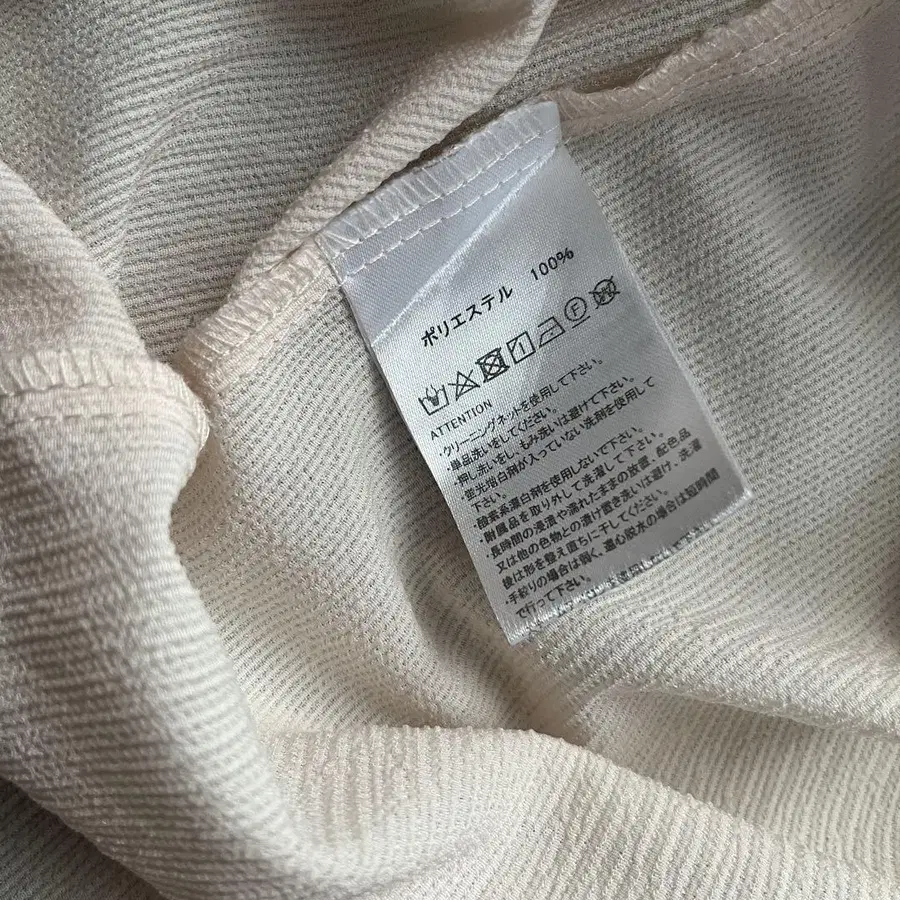 ポリエステル 100%
ATTENTION
・クリーニングネットを使用して下さい。
・単品洗いをしてください。
・押し洗いをし、もみ洗いは避けて下さい。
・蛍光増白剤が入っていない洗剤を使用して
下さい。
・酸素系漂白剤を使用しないで下さい。
・附属品を取り外して洗濯して下さい。
・長時間の浸漬や濡れたままの放置、配色品
又は他の色物との漬け置き洗いは避け、洗濯
後は形を整え直ちに干してください。
・手絞りの場合は弱く、遠心脱水の場合は短時間
で行って下さい。